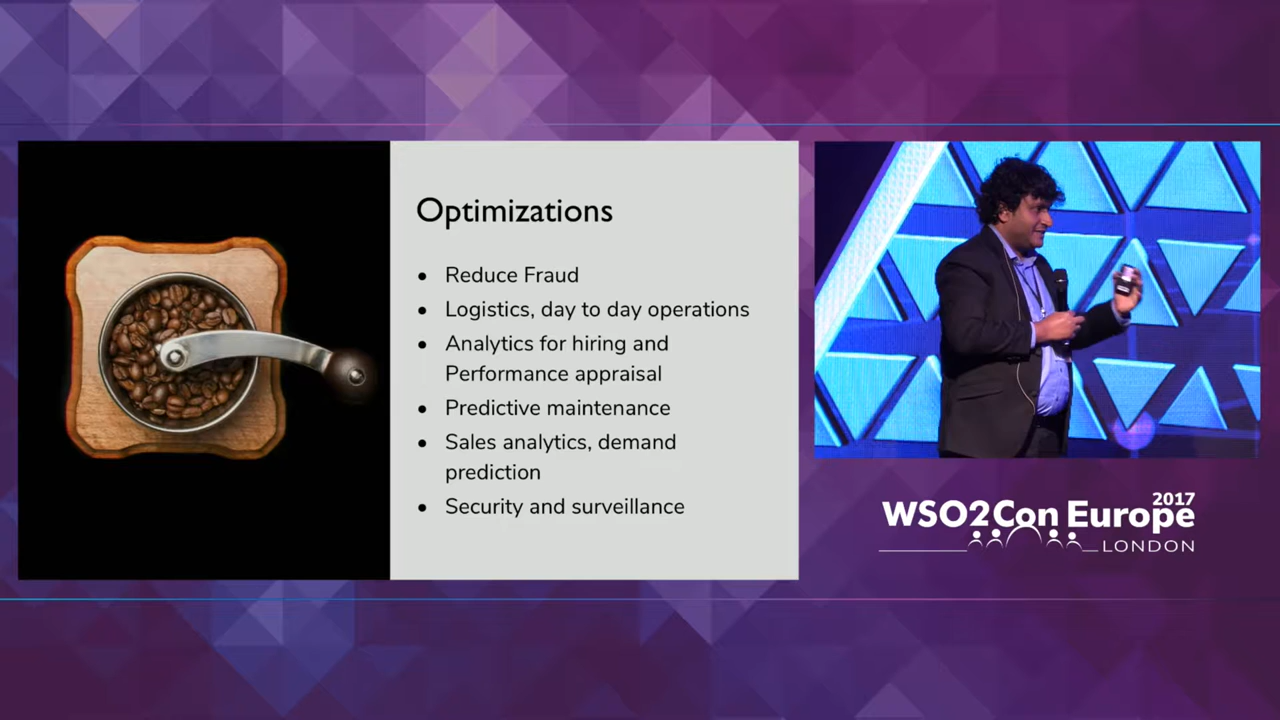 Optimizations
• Reduce Fraud
• Logistics, day to day operations
• Analytics for hiring and
Performance appraisal
• Predictive maintenance
• Sales analytics, demand
prediction
• Security and surveillance
2017
WSO2Con Europe
LONDON